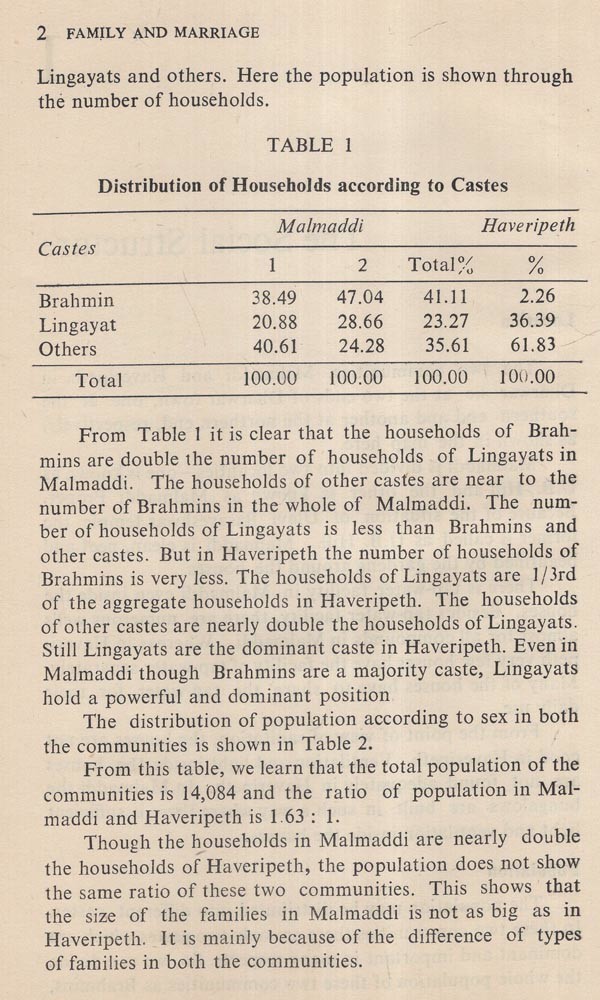 2 FAMILY AND MARRIAGE
Lingayats and others. Here the population is shown through
the number of households.
TABLE 1
Distribution of Households according to Castes
Malmaddi Haveripeth
Castes
1 2 Total% %
Brahmin 38.49 47.04 41.11 2.26
Lingayat 20.88 28.66 23.27 36.39
Others 40.61 24.28 35.61 61.83
Total 100.00 100.00 100.00 100.00
From Table 1 it is clear that the households of Brah-
mins are double the number of households of Lingayats in
Malmaddi. The households of other castes are near to the
number of Brahmins in the whole of Malmaddi. The num-
ber of households of Lingayats is less than Brahmins and
other castes. But in Haveripeth the number of households of
Brahmins is very less. The households of Lingayats are 1/3rd
of the aggregate households in Haveripeth. The households
of other castes are nearly double the households of Lingayats.
Still Lingayats are the dominant caste in Haveripeth. Even in
Malmaddi though Brahmins are a majority caste, Lingayats
hold a powerful and dominant position
The distribution of population according to sex in both
the communities is shown in Table 2.
From this table, we learn that the total population of the
communities is 14,084 and the ratio of population in Mal-
maddi and Haveripeth is 1.63 : 1.
Though the households in Malmaddi are nearly double
the households of Haveripeth, the population does not show
the same ratio of these two communities. This shows that
the size of the families in Malmaddi is not as big as in
Haveripeth. It is mainly because of the difference of types
of families in both the communities.